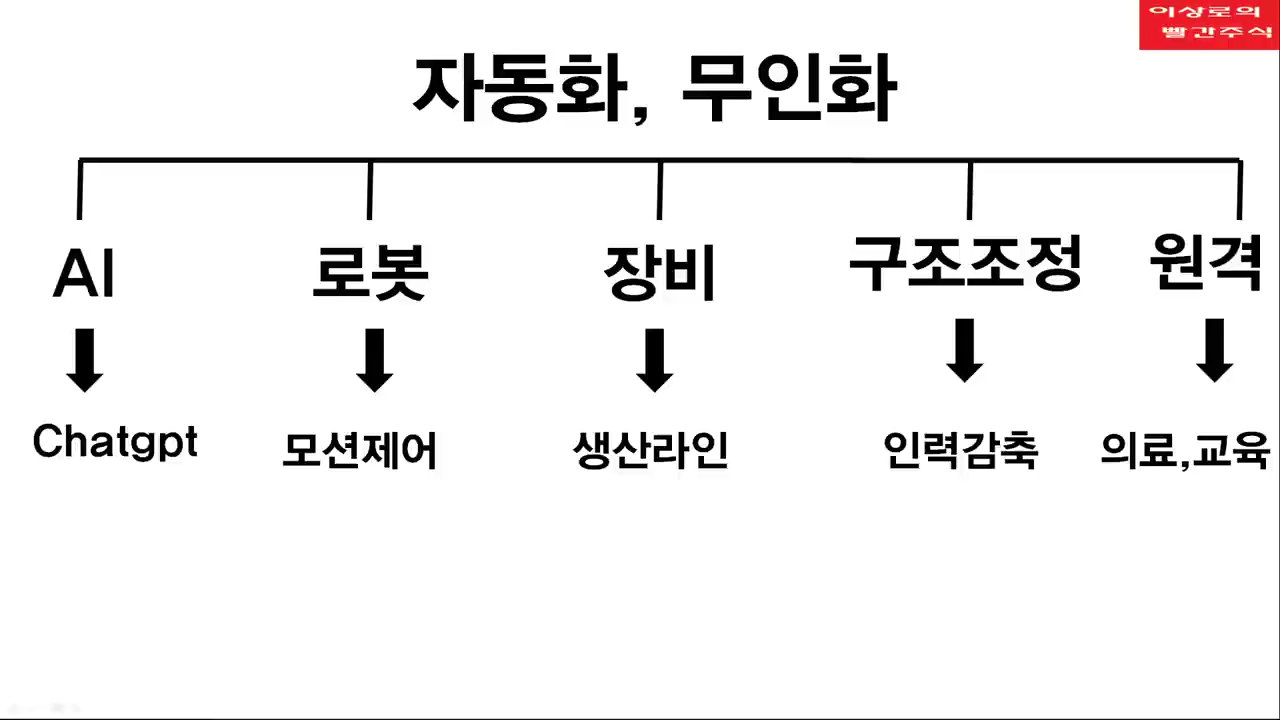 이상로의
빨간주식
자동화, 무인화
AI 로봇 장비 구조조정 원격
Chatgpt 모션제어 생산라인 인력감축 의료,교육